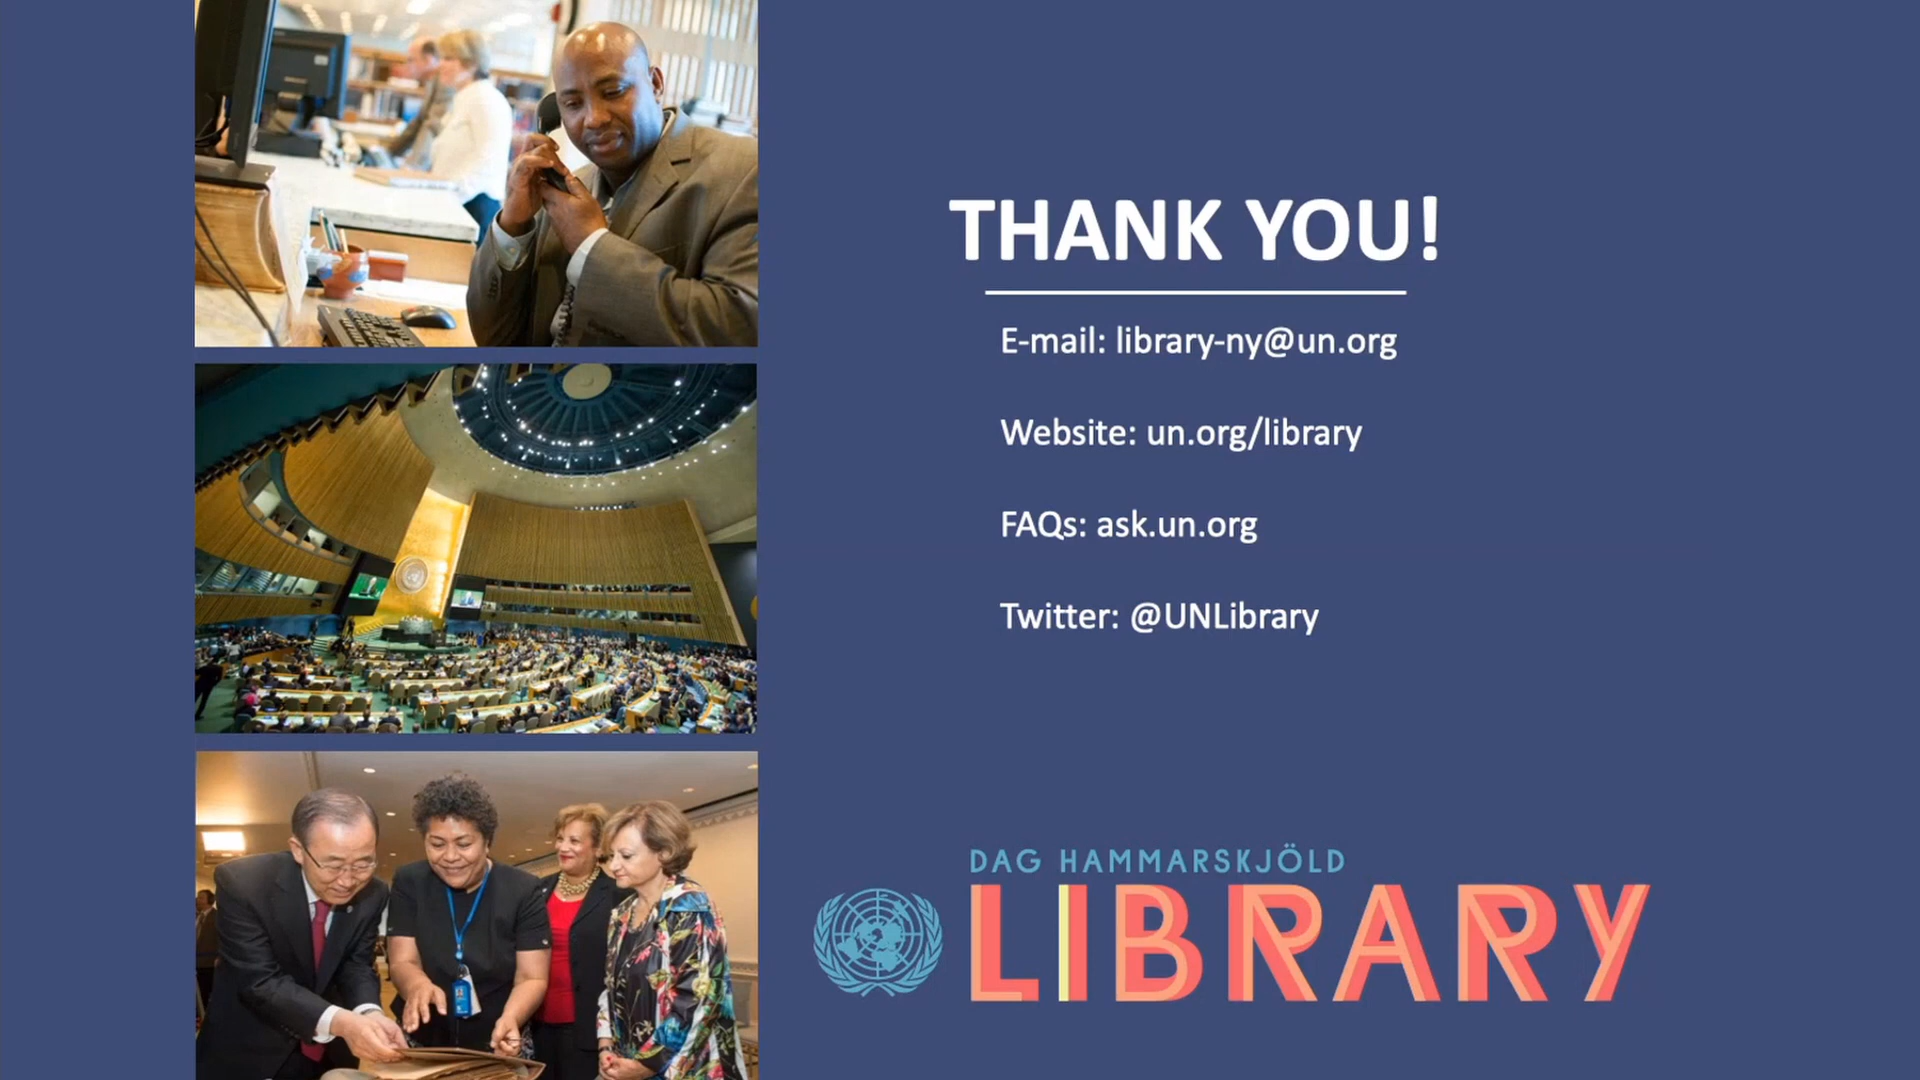 THANK YOU!
E-mail: library-ny@un.org
Website: un.org/library
FAQs: ask.un.org
Twitter: @UNLibrary
DAG HAMMARSKJÖLD
LIBRARY